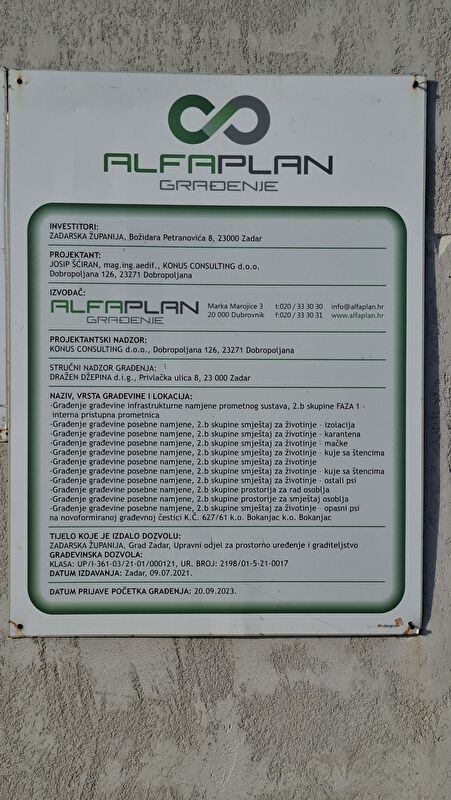 ALFAPLAN
GRAĐENJE
INVESTITORI:
ZADARSKA ŽUPANIJA, Božidara Petranovića 8, 23000 Zadar
PROJEKTANT:
JOSIP ŠĆIRAN, mag.ing.aedif., KONUS CONSULTING d.o.o.
Dobropoljana 126, 23271 Dobropoljana
IZVOĐAČ:
ALFAPLAN
GRAĐENJE
Marka Marojice 3 t:020 / 33 30 30 info@alfaplan.hr
20 000 Dubrovnik f:020 / 33 30 31 www.alfaplan.hr
PROJEKTANTSKI NADZOR:
KONUS CONSULTING d.o.o., Dobropoljana 126, 23271 Dobropoljana
STRUČNI NADZOR GRAĐENJA:
DRAŽEN DŽEPINA d.i.g., Privlačka ulica 8, 23 000 Zadar
NAZIV, VRSTA GRAĐEVINE I LOKACIJA:
-Građenje građevine infrastrukturne namjene prometnog sustava, 2.b skupine FAZA 1 -
interna pristupna prometnica
-Građenje građevine posebne namjene, 2.b skupine smještaj za životinje - izolacija
-Građenje građevine posebne namjene, 2.b skupine smještaj za životinje - karantena
-Građenje građevine posebne namjene, 2.b skupine smještaj za životinje - mačke
-Građenje građevine posebne namjene, 2.b skupine smještaj za životinje - kuje sa štencima
-Građenje građevine posebne namjene, 2.b skupine smještaj za životinje
-Građenje građevine posebne namjene, 2.b skupine smještaj za životinje - kuje sa štencima
-Građenje građevine posebne namjene, 2.b skupine smještaj za životinje - ostali psi
-Građenje građevine posebne namjene, 2.b skupine prostorija za rad osoblja
-Građenje građevine posebne namjene, 2.b skupine prostorije za smještaj osoblja
-Građenje građevine posebne namjene, 2.b skupine smještaj za životinje - opasni psi
na novoformiranoj građevnoj čestici K.Č. 627/61 k.o. Bokanjac k.o. Bokanjac
TIJELO KOJE JE IZDALO DOZVOLU:
ZADARSKA ŽUPANIJA, Grad Zadar, Upravni odjel za prostorno uređenje i graditeljstvo
GRAĐEVINSKA DOZVOLA:
KLASA: UP/I-361-03/21-01/000121, UR. BROJ: 2198/01-5-21-0017
DATUM IZDAVANJA: Zadar, 09.07.2021.
DATUM PRIJAVE POČETKA GRAĐENJA: 20.09.2023.